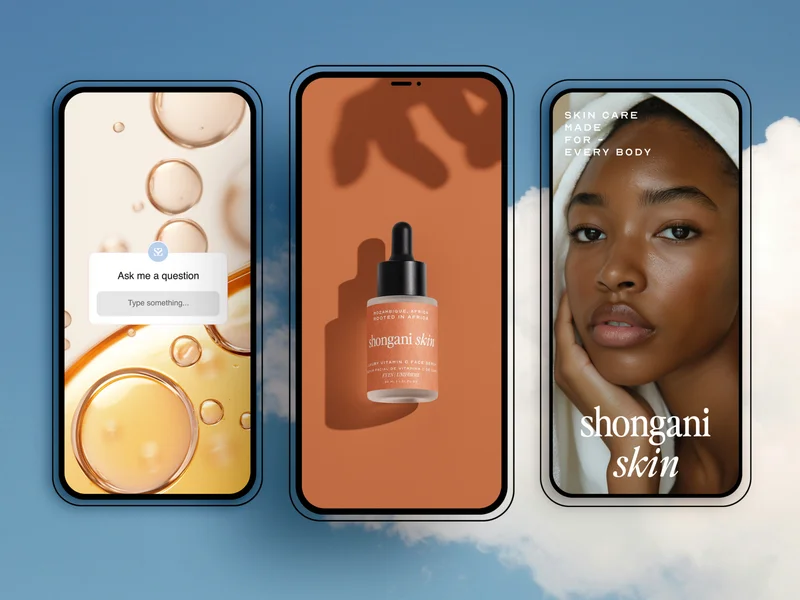 Ask me a question
Type something...
MOZAMBIQUE, AFRICA
ROOTED IN AFRICA
shongani skin
VITAMIN C FACE
SKIN CARE
MADE
FOR –
EVERY BODY
shongani
skin